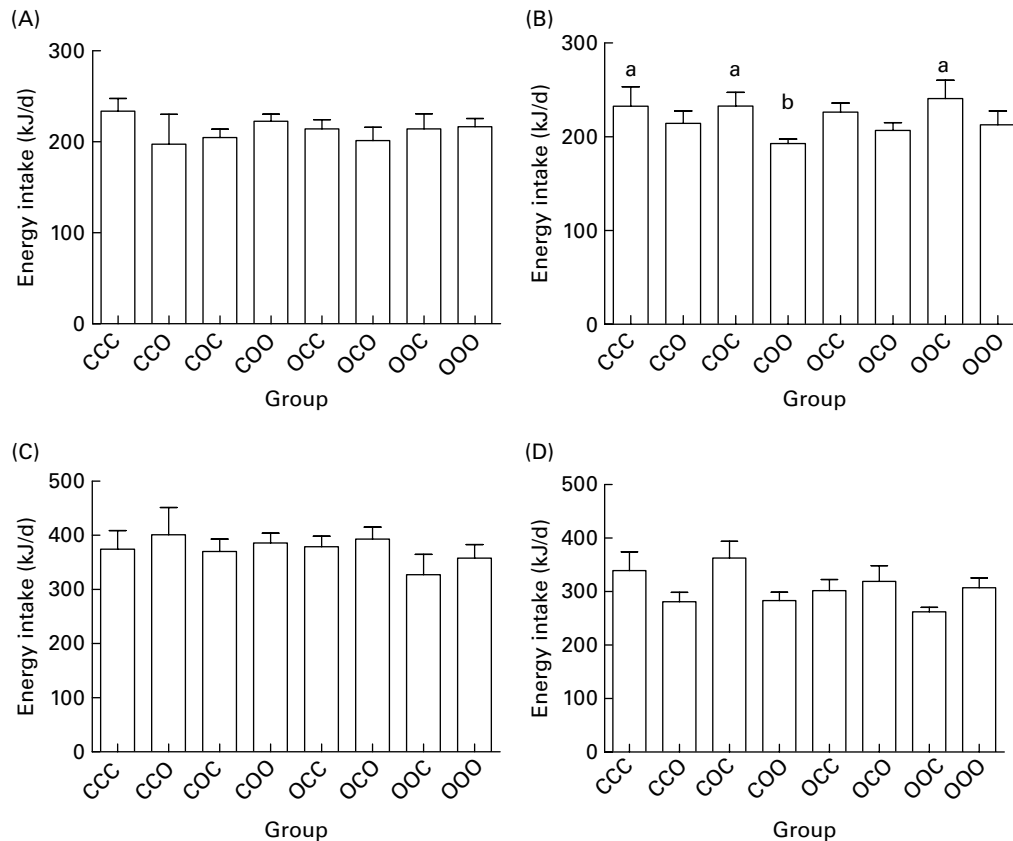 (A)
300
200
100
0
Energy intake (kJ/d)
CCC CCO COC COO OCC OCO OOC OOO
Group
(B)
300
200
100
0
Energy intake (kJ/d)
a a b a
CCC CCO COC COO OCC OCO OOC OOO
Group
(C)
500
400
300
200
100
0
Energy intake (kJ/d)
CCC CCO COC COO OCC OCO OOC OOO
Group
(D)
500
400
300
200
100
0
Energy intake (kJ/d)
CCC CCO COC COO OCC OCO OOC OOO
Group